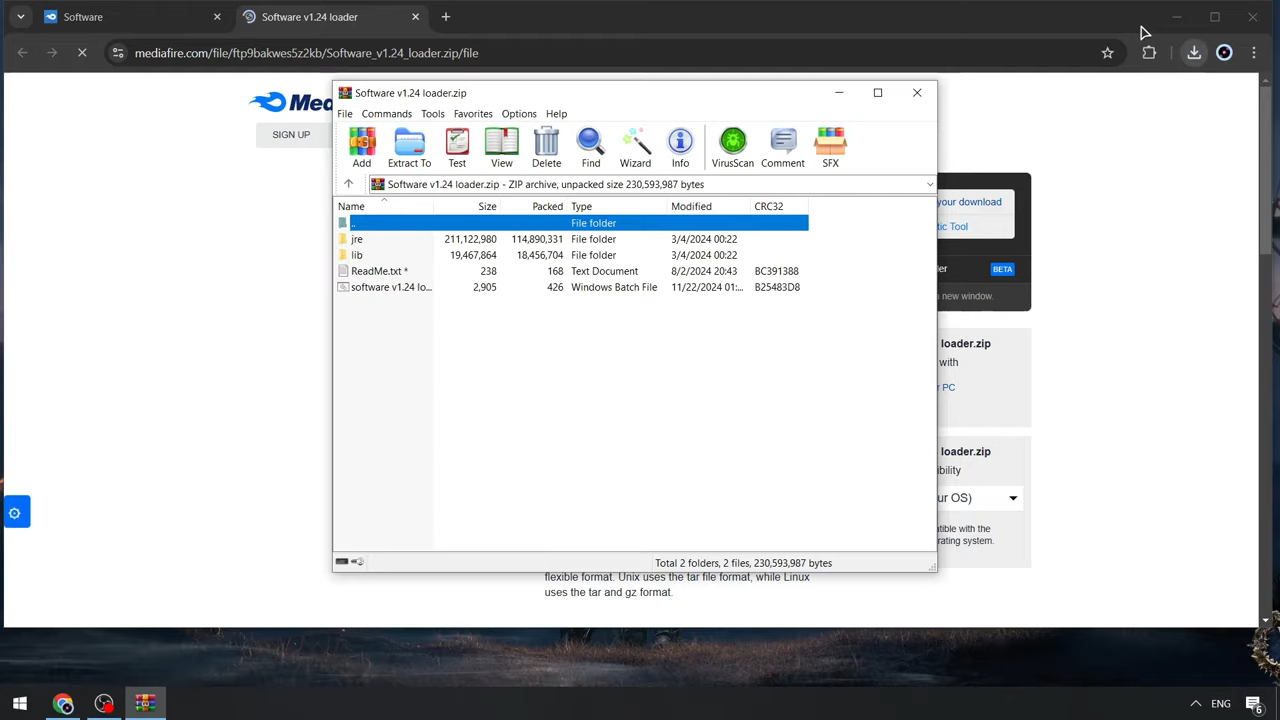 Software
Software v1.24 loader
mediafire.com/file/ftp9bakwes5z2kb/Software_v1.24_loader.zip/file
SIGN UP
Software v1.24 loader.zip
File Commands Tools Favorites Options Help
Add Extract To Test View Delete Find Wizard Info VirusScan Comment SFX
Software v1.24 loader.zip - ZIP archive, unpacked size 230,593,987 bytes
Name Size Packed Type Modified CRC32
.. File folder
jre 211,122,980 114,890,331 File folder 3/4/2024 00:22
lib 19,467,864 18,456,704 File folder 3/4/2024 00:22
ReadMe.txt * 238 168 Text Document 8/2/2024 20:43 BC391388
software v1.24 lo... 2,905 426 Windows Batch File 11/22/2024 01:... B25483D8
Total 2 folders, 2 files, 230,593,987 bytes
your download
tic Tool
BETA
n new window.
loader.zip
with
r PC
loader.zip
ibility
ur OS)
atible with the
rating system.
flexible format. Unix uses the tar file format, while Linux
uses the tar and gz format.
ENG
6